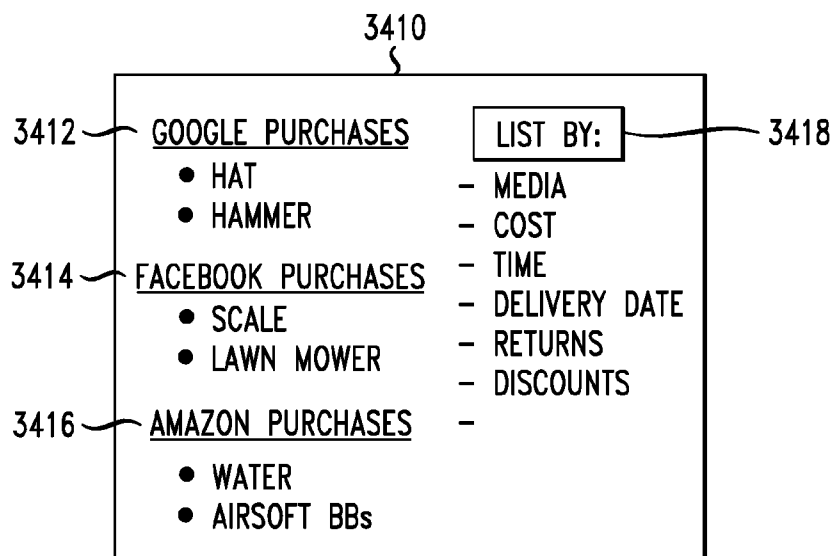 3410
3412 GOOGLE PURCHASES
• HAT
• HAMMER
3414 FACEBOOK PURCHASES
• SCALE
• LAWN MOWER
3416 AMAZON PURCHASES
• WATER
• AIRSOFT BBs
LIST BY: 3418
- MEDIA
- COST
- TIME
- DELIVERY DATE
- RETURNS
- DISCOUNTS
-